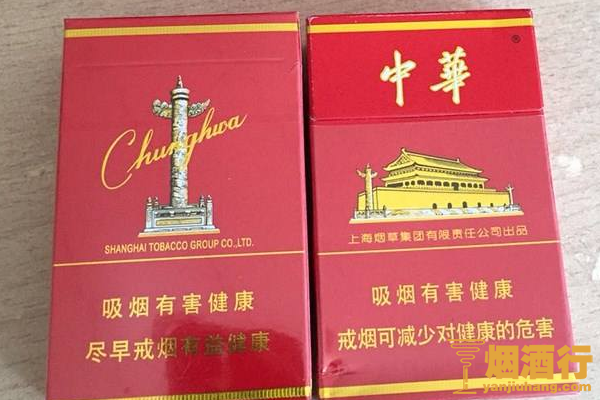 Chunghwa
SHANGHAI TOBACCO GROUP CO.,LTD.
吸烟有害健康
尽早戒烟有益健康
中華
®
上海烟草集团有限责任公司出品
吸烟有害健康
戒烟可减少对健康的危害
烟酒行
yanjiuhang.com